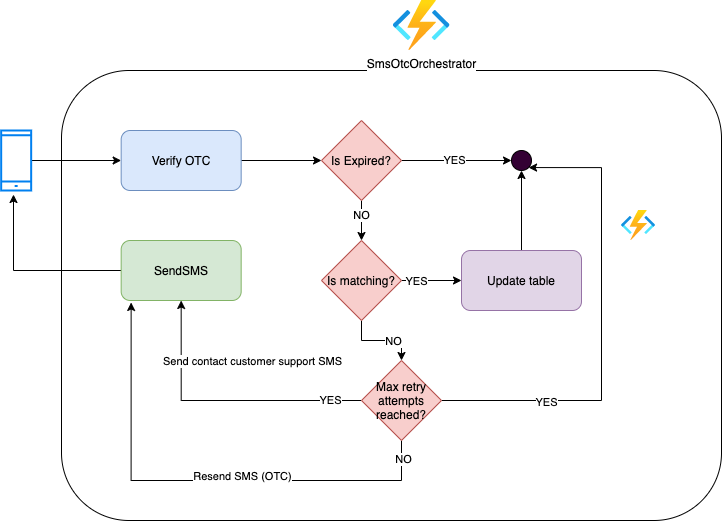 SmsOtcOrchestrator
Verify OTC
Is Expired?
YES
NO
SendSMS
Is matching?
YES
Update table
NO
Send contact customer support SMS
Max retry
attempts
reached?
YES
YES
NO
Resend SMS (OTC)